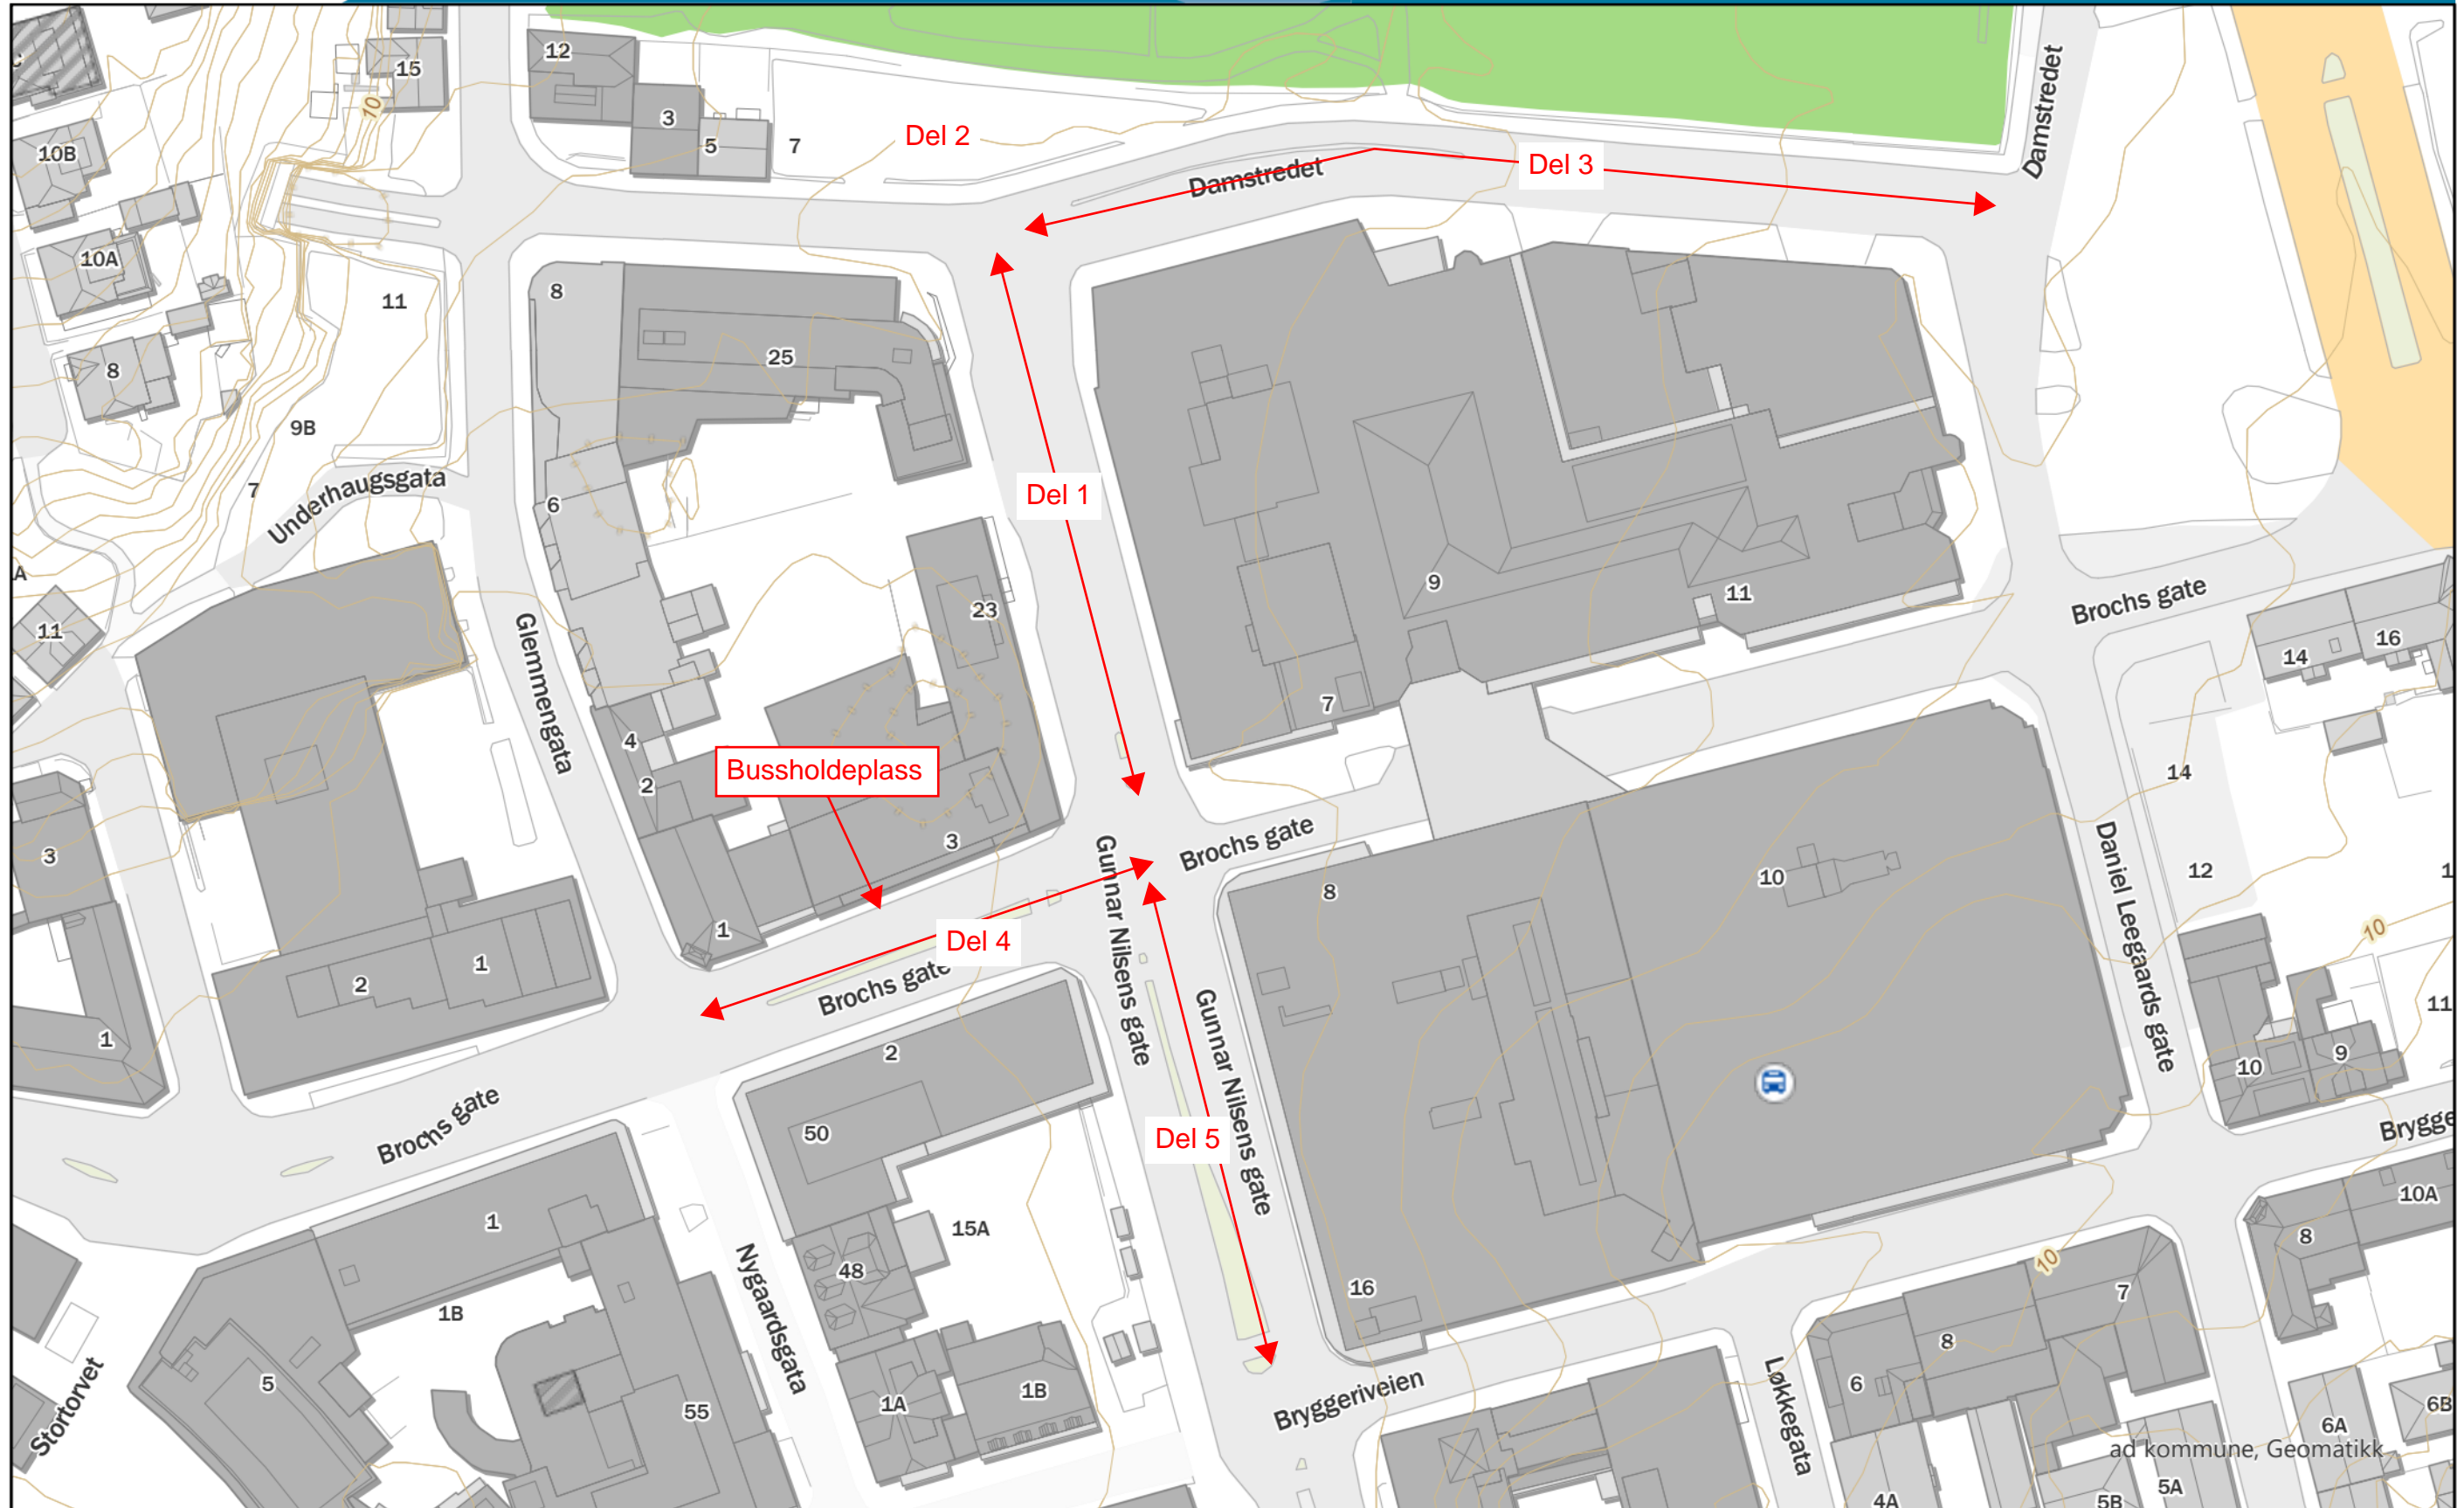 12
15
C
3
5
7
10
10B
10A
11
8
9B
7
Underhaugsgata
8
25
6
Del 2
Damstredet
Del 3
Damstredet
Del 1
23
A
11
Glemmengata
4
2
Bussholdeplass
3
1
9
11
7
Brochs gate
14
16
14
12
Brochs gate
Gunnar Nilsens gate
Del 4
Brochs gate
8
10
Daniel Leegaards gate
1
10
11
10
9
3
2
1
1
Brochs gate
2
50
Gunnar Nilsens gate
Del 5
Brygge
10A
8
1
1B
Nygaardsgata
48
15A
16
10
7
8
6
5
55
Stortorvet
1A
1B
Bryggeriveien
Løkkegata
6A
6B
ad kommune, Geomatikk
4A
5B
5A